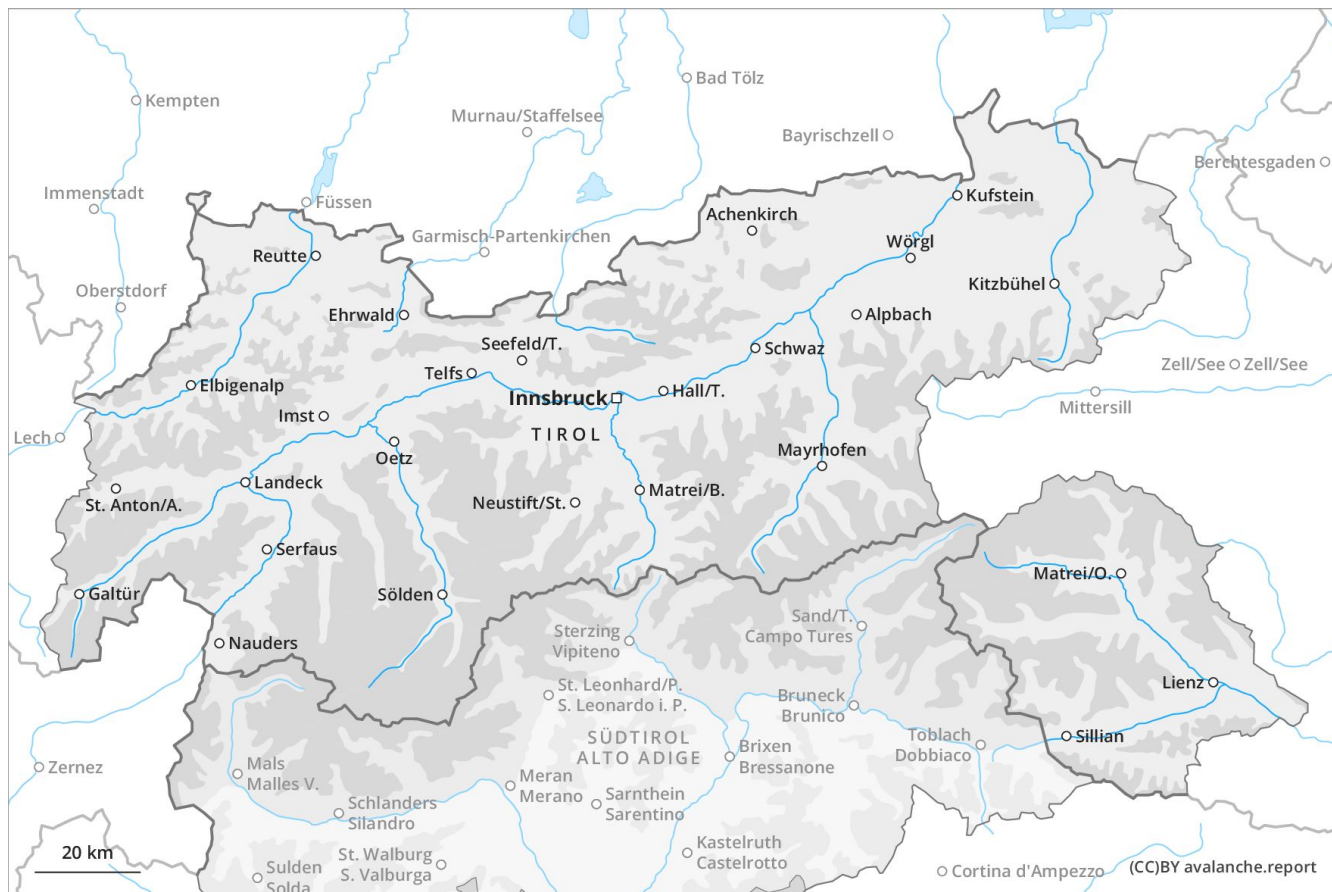 Kempten
Bad Tölz
Murnau/Staffelsee
Bayrischzell
Berchtesgaden
Immenstadt
Füssen
Kufstein
Achenkirch
Garmisch-Partenkirchen
Wörgl
Reutte
Oberstdorf
Kitzbühel
Ehrwald
Alpbach
Seefeld/T.
Schwaz
Zell/See
Zell/See
Telfs
Elbigenalp
Hall/T.
Innsbruck
Mittersill
Imst
TIROL
Lech
Oetz
Mayrhofen
Landeck
Matrei/B.
St. Anton/A.
Neustift/St.
Serfaus
Matrei/O.
Galtür
Sölden
Sand/T.
Campo Tures
Sterzing
Vipiteno
Nauders
Lienz
St. Leonhard/P.
S. Leonardo i. P.
Bruneck
Brunico
SÜDTIROL
ALTO ADIGE
Toblach
Dobbiaco
Sillian
Brixen
Bressanone
Zernez
Mals
Malles V.
Meran
Merano
Sarnthein
Sarentino
Schlanders
Silandro
Kastelruth
Castelrotto
20 km
St. Walburg
S. Valburga
Sulden
Solda
Cortina d'Ampezzo
(CC)BY avalanche.report